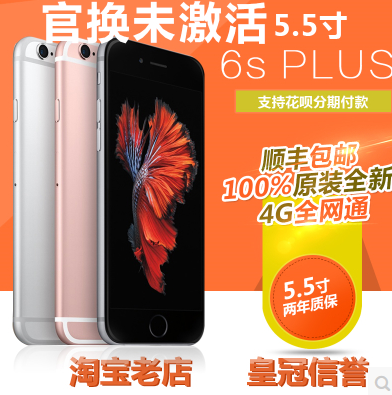 官换未激活5.5寸
6s PLUS
支持花呗分期付款
顺丰包邮
100%原装全新
4G全网通
5.5寸
两年质保
淘宝老店
皇冠信誉